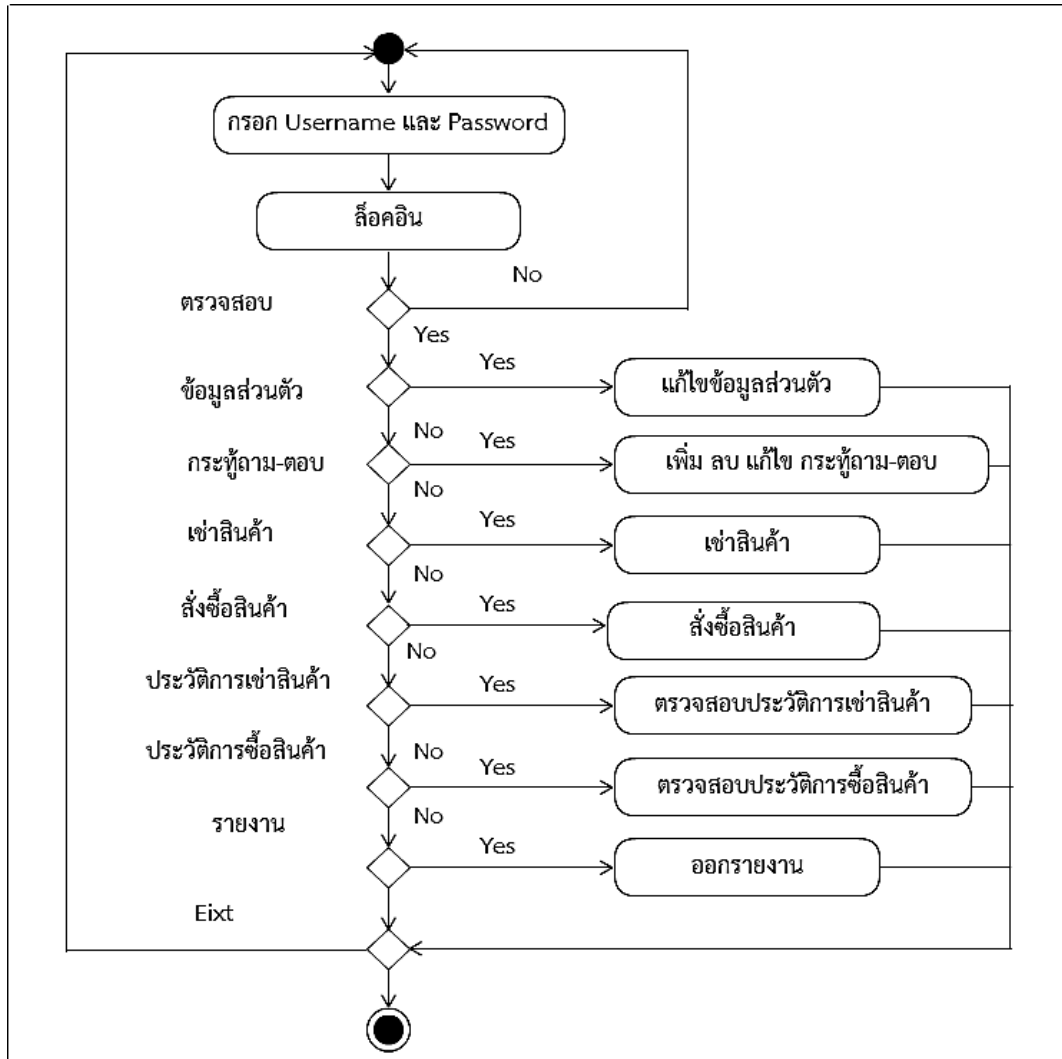 กรอก Username และ Password
ล็อคอิน
No
ตรวจสอบ
Yes
Yes
ข้อมูลส่วนตัว
แก้ไขข้อมูลส่วนตัว
No
Yes
กระทู้ถาม-ตอบ
เพิ่ม ลบ แก้ไข กระทู้ถาม-ตอบ
No
Yes
เช่าสินค้า
เช่าสินค้า
No
Yes
สั่งซื้อสินค้า
สั่งซื้อสินค้า
No
Yes
ประวัติการเช่าสินค้า
ตรวจสอบประวัติการเช่าสินค้า
No
Yes
ประวัติการซื้อสินค้า
ตรวจสอบประวัติการซื้อสินค้า
No
Yes
รายงาน
ออกรายงาน
Eixt